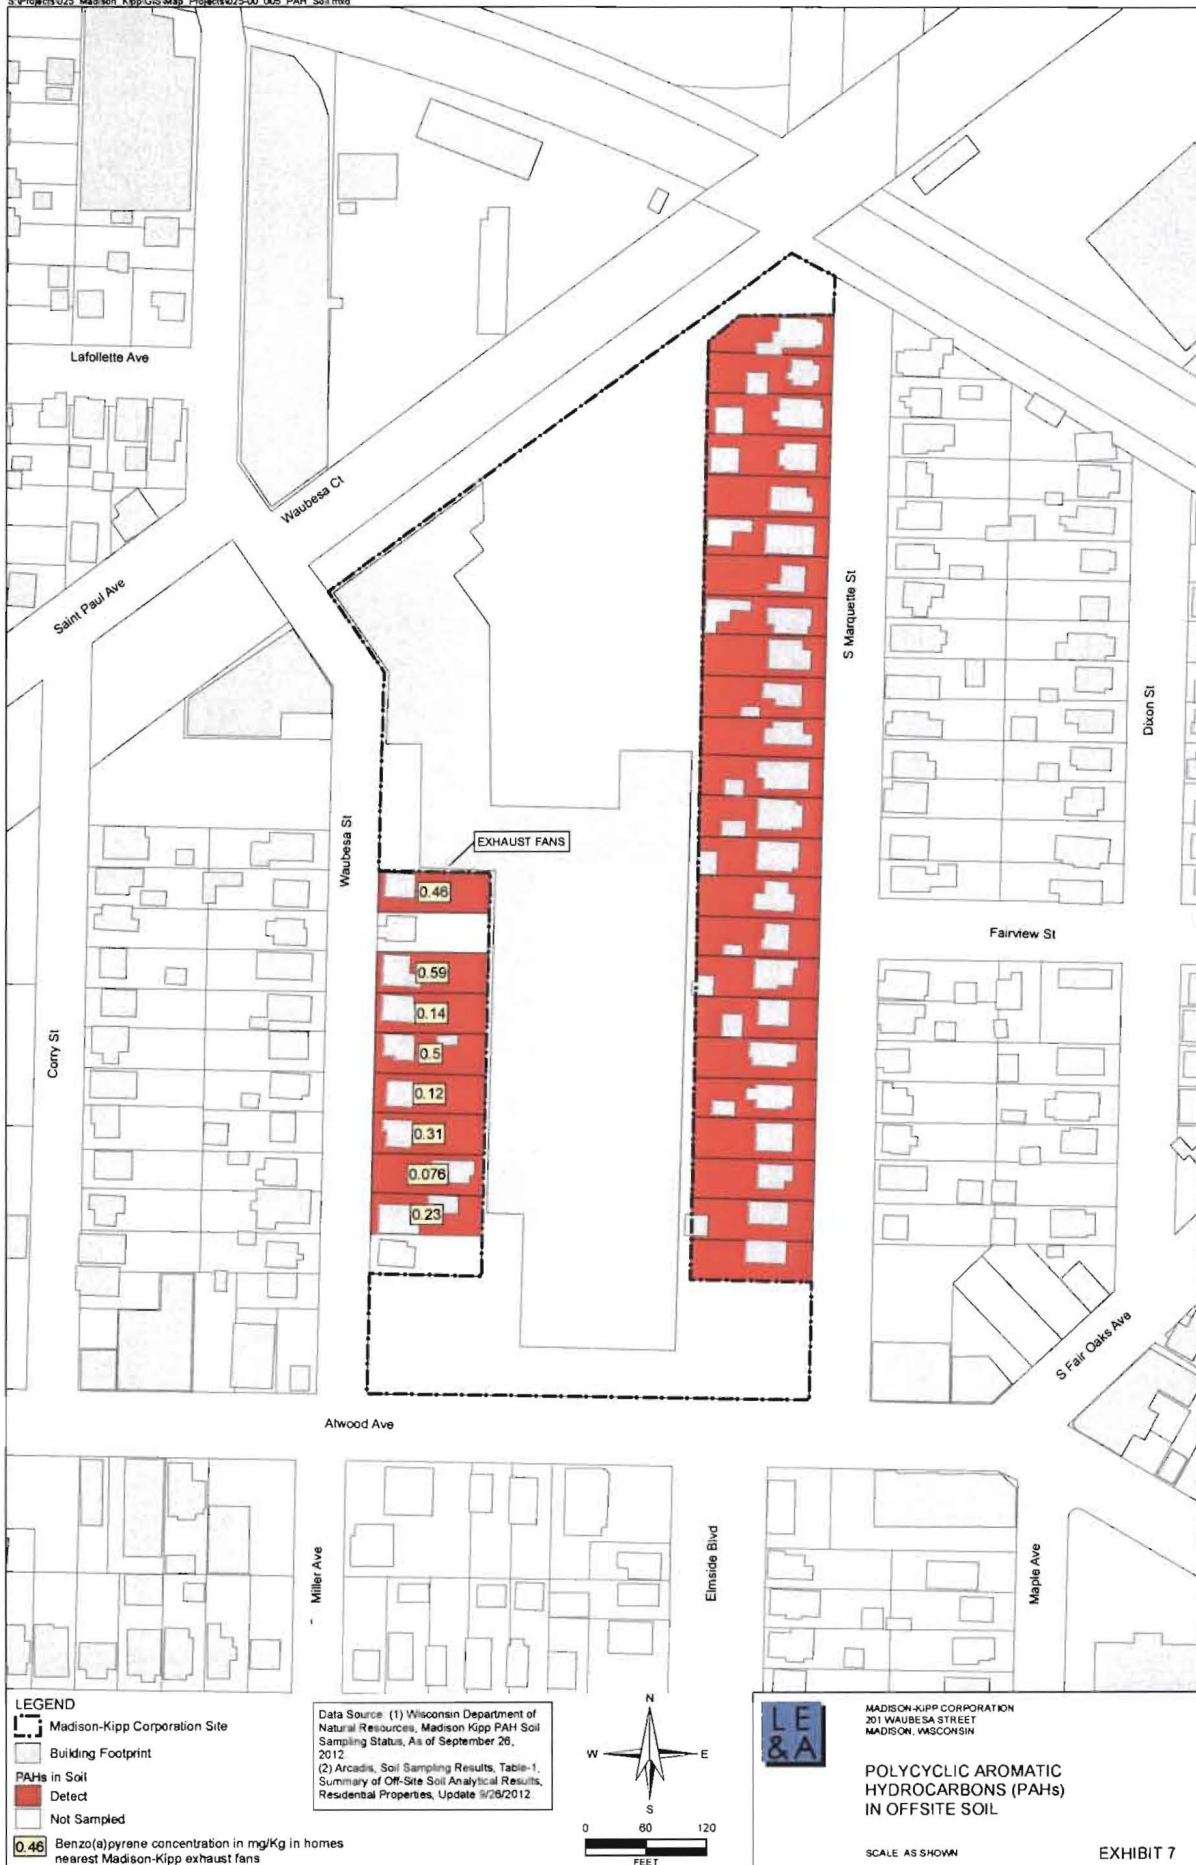 S:\Projects\025_Madison_Kipp\GIS\Map_Projects\025-00_005_PAH_Soil.mxd
Lafollette Ave
Waubesa Ct
Saint Paul Ave
S Marquette St
Dixon St
Waubesa St
EXHAUST FANS
0.46
Fairview St
0.59
0.14
Corry St
0.5
0.12
0.31
0.076
0.23
S Fair Oaks Ave
Atwood Ave
Miller Ave
Elmside Blvd
Maple Ave
LEGEND
Madison-Kipp Corporation Site
Building Footprint
PAHs in Soil
Detect
Not Sampled
0.46 Benzo(a)pyrene concentration in mg/Kg in homes
nearest Madison-Kipp exhaust fans
Data Source: (1) Wisconsin Department of
Natural Resources, Madison Kipp PAH Soil
Sampling Status, As of September 26,
2012.
(2) Arcadis, Soil Sampling Results, Table-1,
Summary of Off-Site Soil Analytical Results,
Residential Properties, Update 9/26/2012
N
W
E
S
0 60 120
FEET
LE
&A
MADISON-KIPP CORPORATION
201 WAUBESA STREET
MADISON, WISCONSIN
POLYCYCLIC AROMATIC
HYDROCARBONS (PAHs)
IN OFFSITE SOIL
SCALE AS SHOWN
EXHIBIT 7